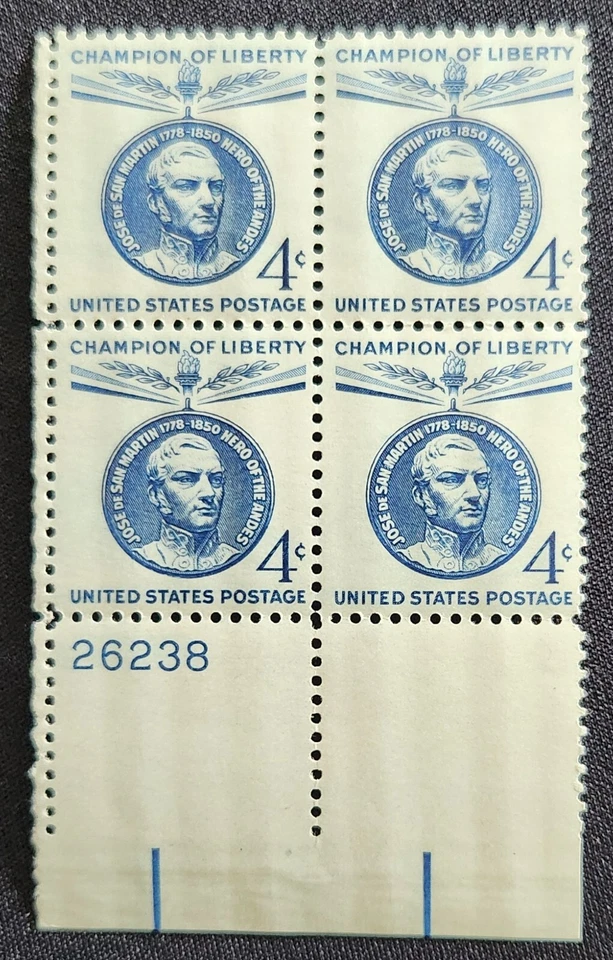 CHAMPION OF LIBERTY
JOSE DE SAN MARTIN 1778-1850 HERO OF THE ANDES
4¢
UNITED STATES POSTAGE
CHAMPION OF LIBERTY
JOSE DE SAN MARTIN 1778-1850 HERO OF THE ANDES
4¢
UNITED STATES POSTAGE
CHAMPION OF LIBERTY
JOSE DE SAN MARTIN 1778-1850 HERO OF THE ANDES
4¢
UNITED STATES POSTAGE
CHAMPION OF LIBERTY
JOSE DE SAN MARTIN 1778-1850 HERO OF THE ANDES
4¢
UNITED STATES POSTAGE
26238